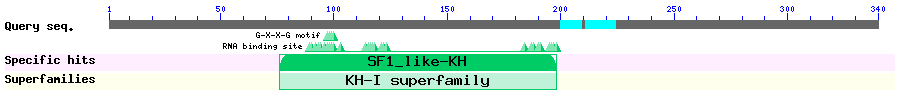 1 50 100 150 200 250 300 340
Query seq.
G-X-X-G motif
RNA binding site
Specific hits SF1_like-KH
Superfamilies KH-I superfamily